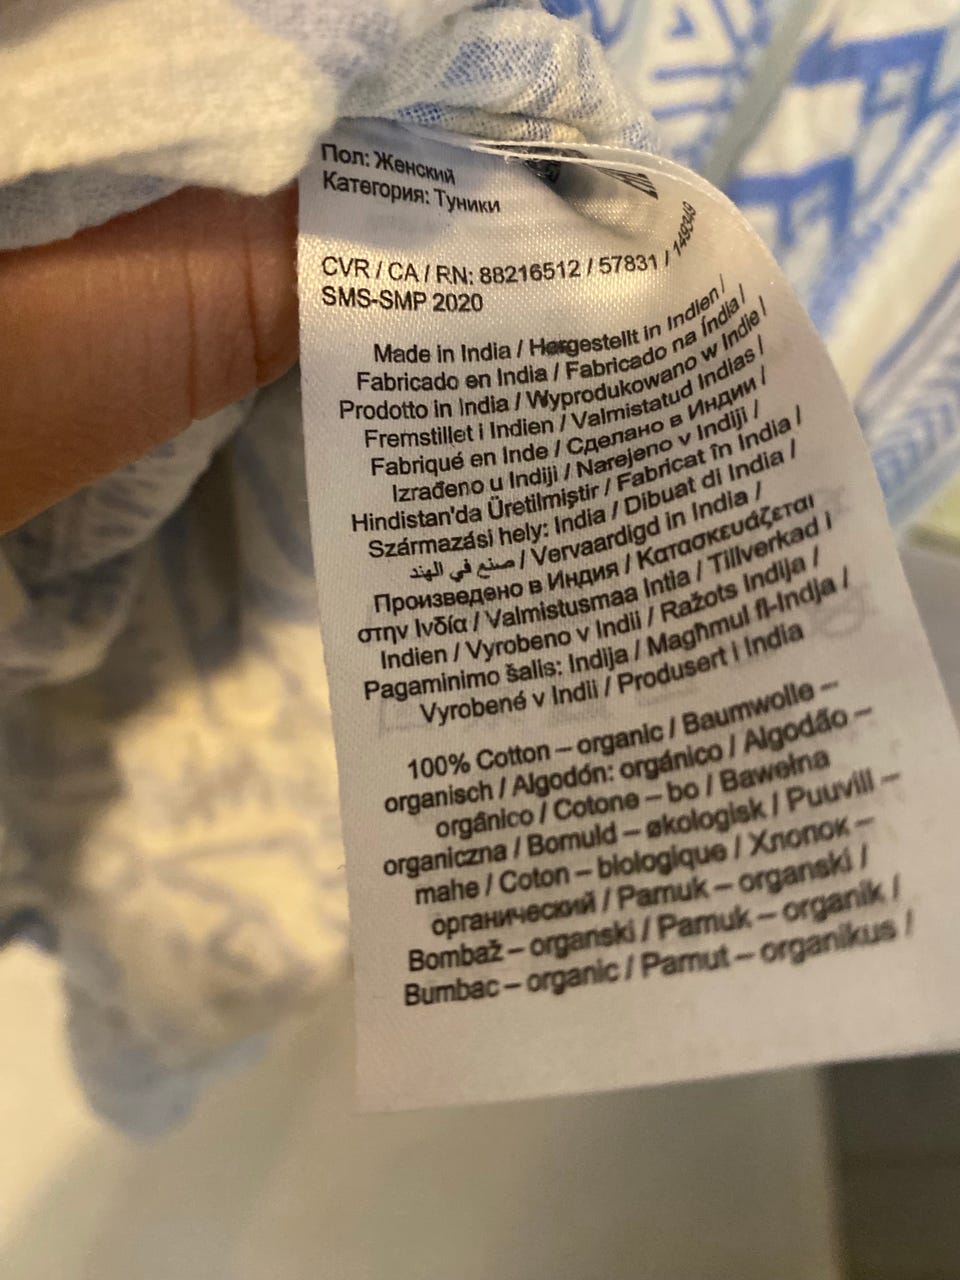 Пол: Женский
Категория: Туники
CVR / CA / RN: 88216512 / 57831 / 149349
SMS-SMP 2020
Made in India / Hergestellt in Indien /
Fabricado en India / Fabricado na Índia /
Prodotto in India / Wyprodukowano w Indie /
Fremstillet i Indien / Valmistatud Indias /
Fabriqué en Inde / Сделано в Индии /
Izrađeno u Indiji / Narejeno v Indiji /
Hindistan'da Üretilmiştir / Fabricat în India /
Származási hely: India / Dibuat di India /
صنع في الهند / Vervaardigd in India /
Произведено в Индия / Κατασκευάζεται
στην Ινδία / Valmistusmaa Intia / Tillverkad i
Indien / Vyrobeno v Indii / Ražots Indija /
Pagaminimo šalis: Indija / Magħmul fl-Indja /
Vyrobené v Indii / Produsert i India
100% Cotton – organic / Baumwolle –
organisch / Algodón: orgánico / Algodão –
orgânico / Cotone – bo / Bawełna
organiczna / Bomuld – økologisk / Puuvill –
mahe / Coton – biologique / Хлопок –
органический / Pamuk – organski /
Bombaž – organski / Pamuk – organik /
Bumbac – organic / Pamut – organikus /